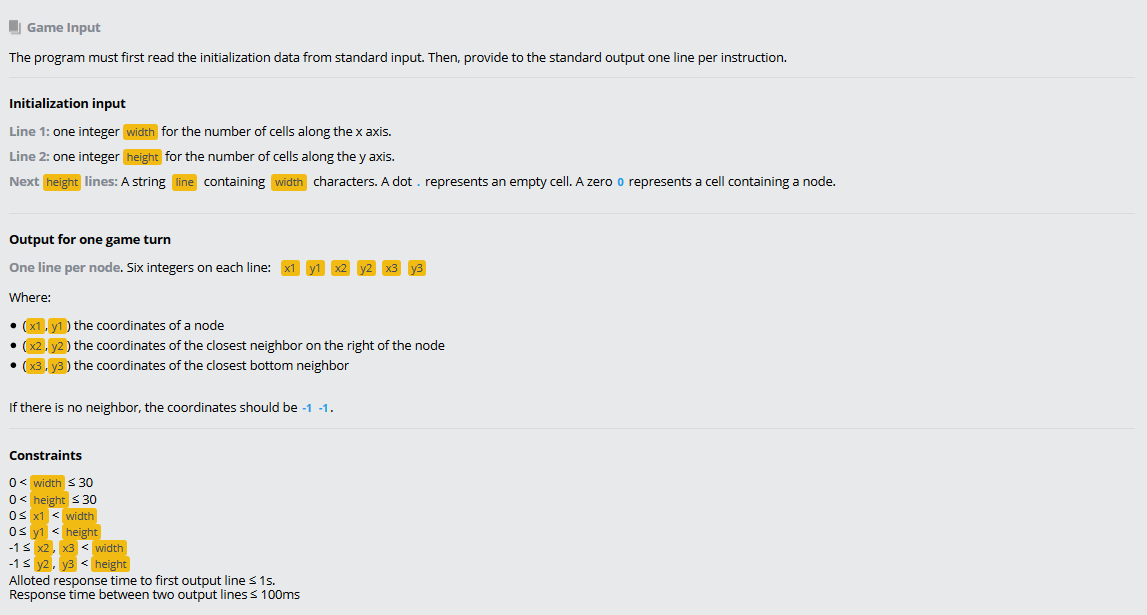 Game Input
The program must first read the initialization data from standard input. Then, provide to the standard output one line per instruction.
Initialization input
Line 1: one integer width for the number of cells along the x axis.
Line 2: one integer height for the number of cells along the y axis.
Next height lines: A string line containing width characters. A dot . represents an empty cell. A zero 0 represents a cell containing a node.
Output for one game turn
One line per node. Six integers on each line: x1 y1 x2 y2 x3 y3
Where:
• (x1,y1) the coordinates of a node
• (x2,y2) the coordinates of the closest neighbor on the right of the node
• (x3,y3) the coordinates of the closest bottom neighbor
If there is no neighbor, the coordinates should be -1 -1.
Constraints
0 < width ≤ 30
0 < height ≤ 30
0 ≤ x1 < width
0 ≤ y1 < height
-1 ≤ x2, x3 < width
-1 ≤ y2, y3 < height
Alloted response time to first output line ≤ 1s.
Response time between two output lines ≤ 100ms